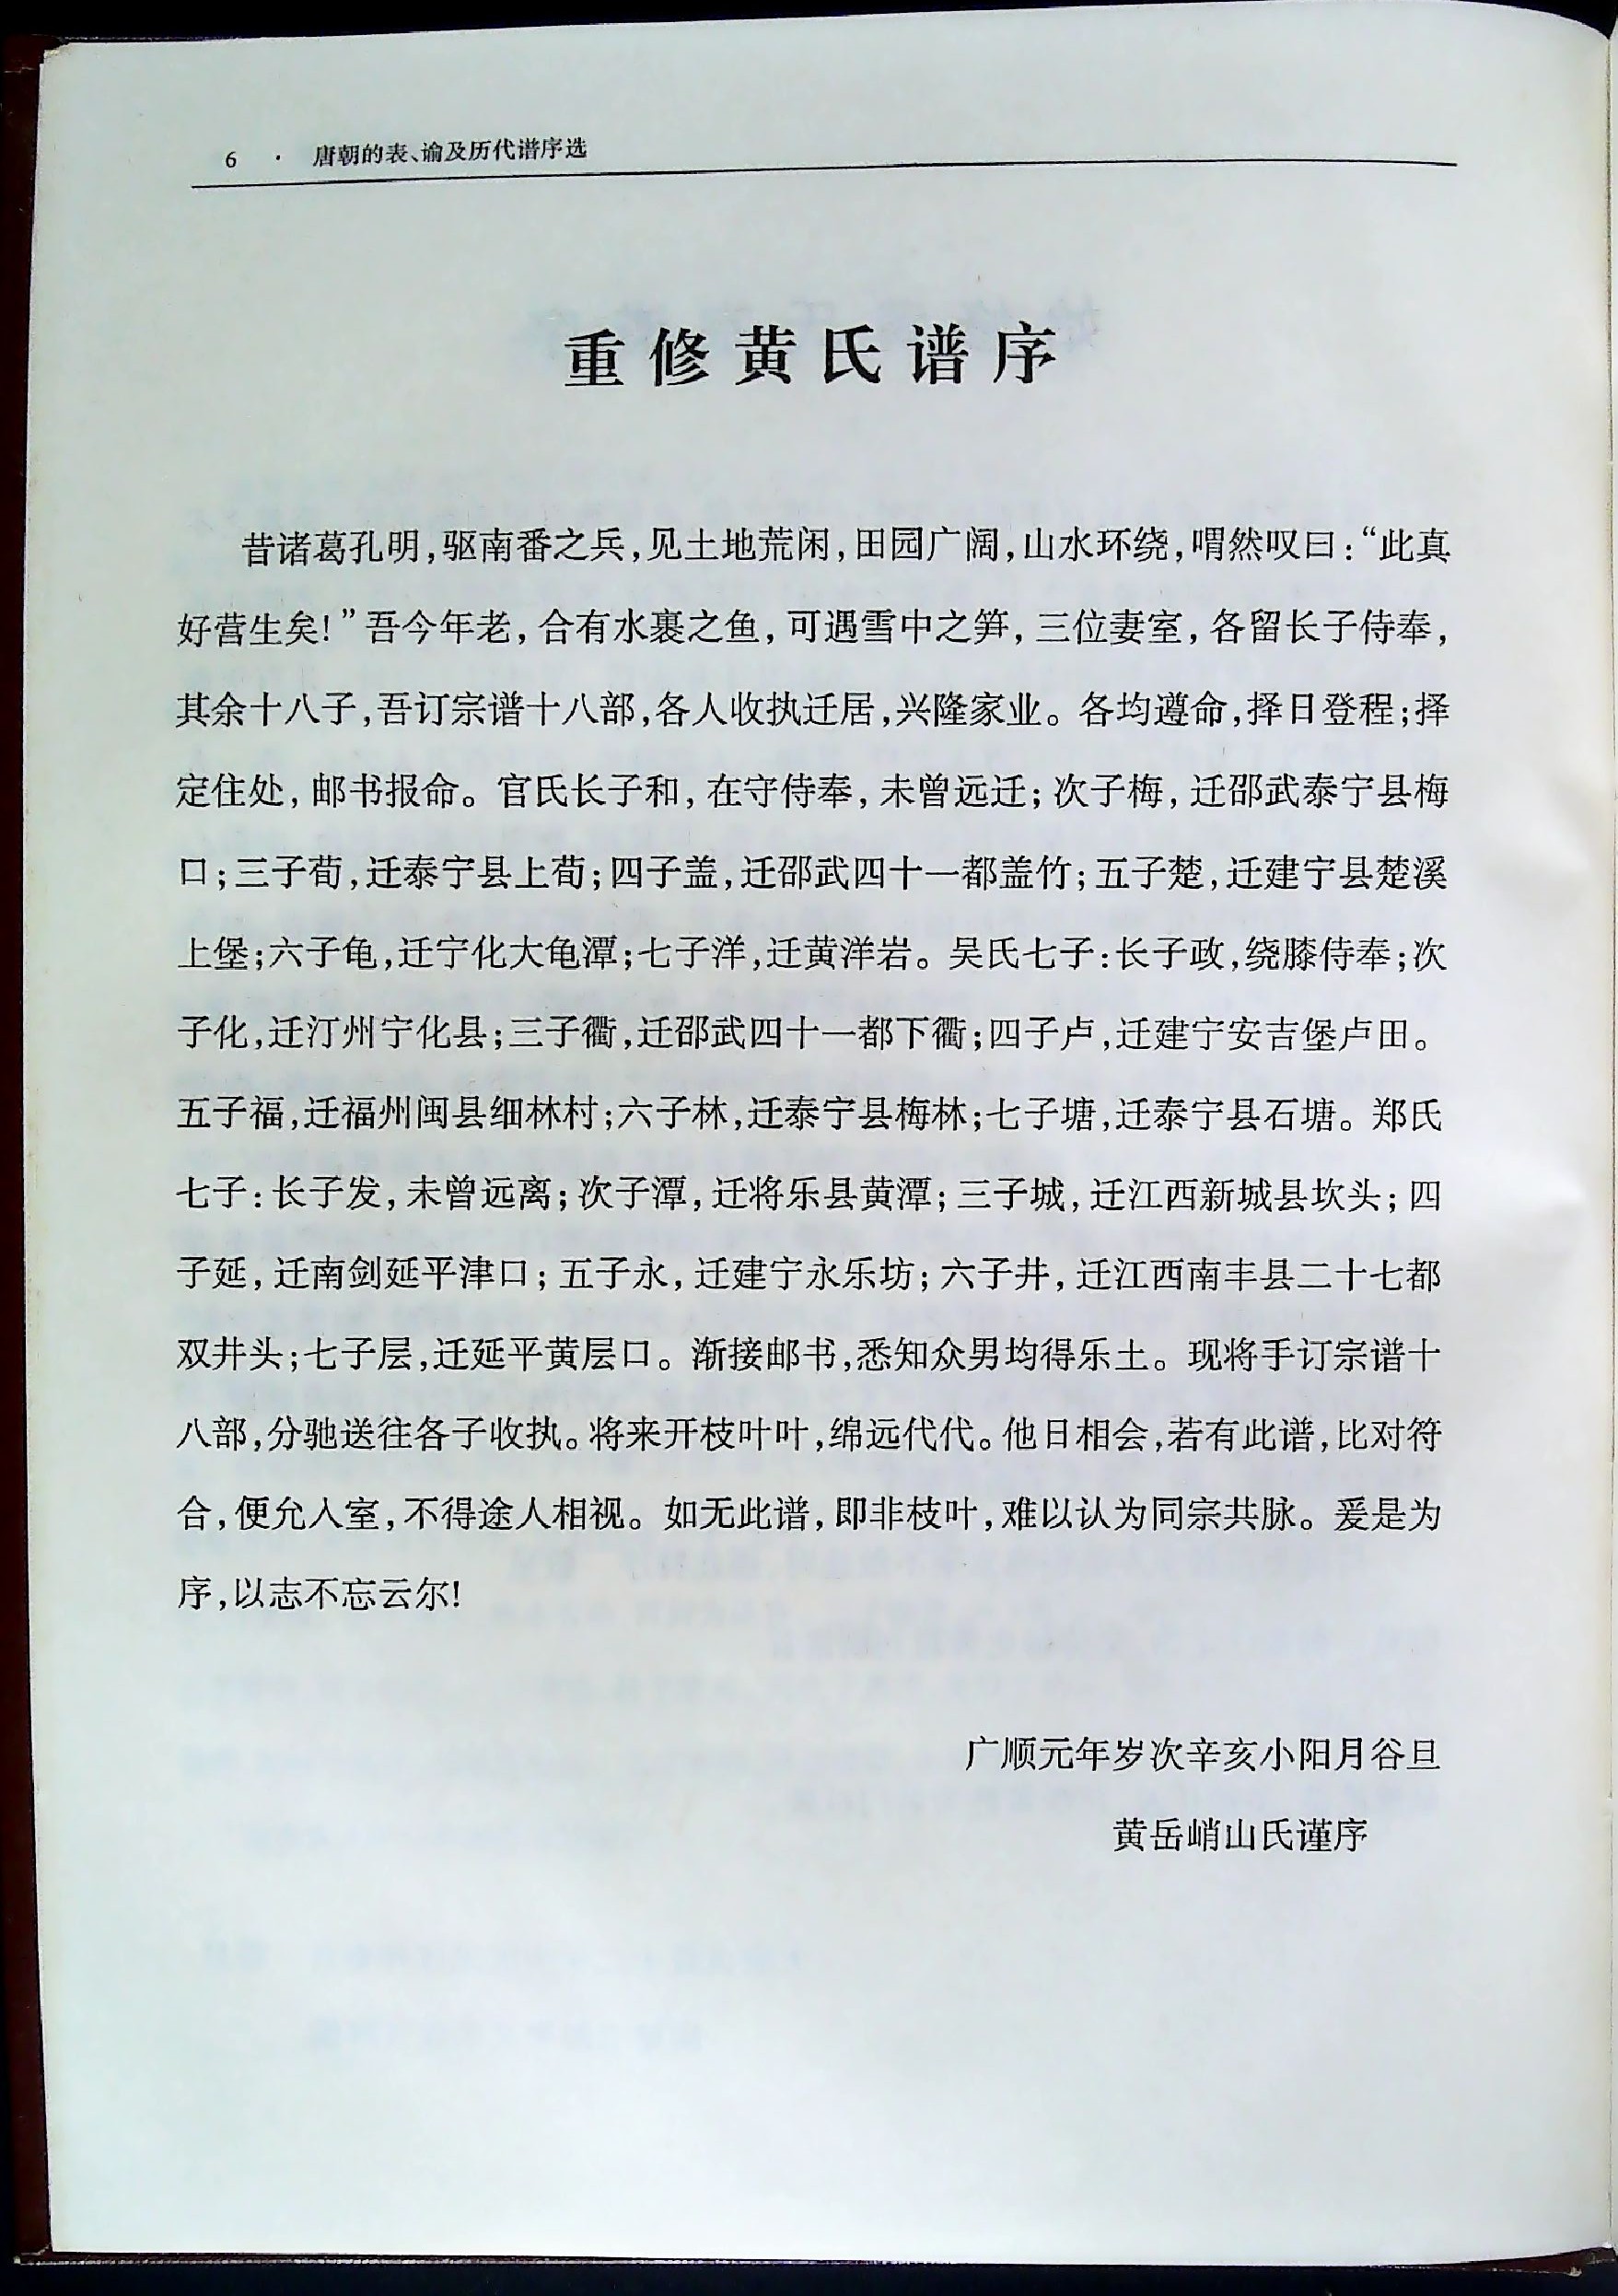 6 · 唐朝的表、谕及历代谱序选
重修黄氏谱序
昔诸葛孔明,驱南番之兵,见土地荒闲,田园广阔,山水环绕,喟然叹曰:“此真
好营生矣!”吾今年老,合有水裹之鱼,可遇雪中之笋,三位妻室,各留长子侍奉,
其余十八子,吾订宗谱十八部,各人收执迁居,兴隆家业。各均遵命,择日登程;择
定住处,邮书报命。官氏长子和,在守侍奉,未曾远迁;次子梅,迁邵武泰宁县梅
口;三子荀,迁泰宁县上荀;四子盖,迁邵武四十一都盖竹;五子楚,迁建宁县楚溪
上堡;六子龟,迁宁化大龟潭;七子洋,迁黄洋岩。吴氏七子:长子政,绕膝侍奉;次
子化,迁汀州宁化县;三子衢,迁邵武四十一都下衢;四子卢,迁建宁安吉堡卢田。
五子福,迁福州闽县细林村;六子林,迁泰宁县梅林;七子塘,迁泰宁县石塘。郑氏
七子:长子发,未曾远离;次子潭,迁将乐县黄潭;三子城,迁江西新城县坎头;四
子延,迁南剑延平津口;五子永,迁建宁永乐坊;六子井,迁江西南丰县二十七都
双井头;七子层,迁延平黄层口。渐接邮书,悉知众男均得乐土。现将手订宗谱十
八部,分驰送往各子收执。将来开枝叶叶,绵远代代。他日相会,若有此谱,比对符
合,便允入室,不得途人相视。如无此谱,即非枝叶,难以认为同宗共脉。爰是为
序,以志不忘云尔!
广顺元年岁次辛亥小阳月谷旦
黄岳峭山氏谨序